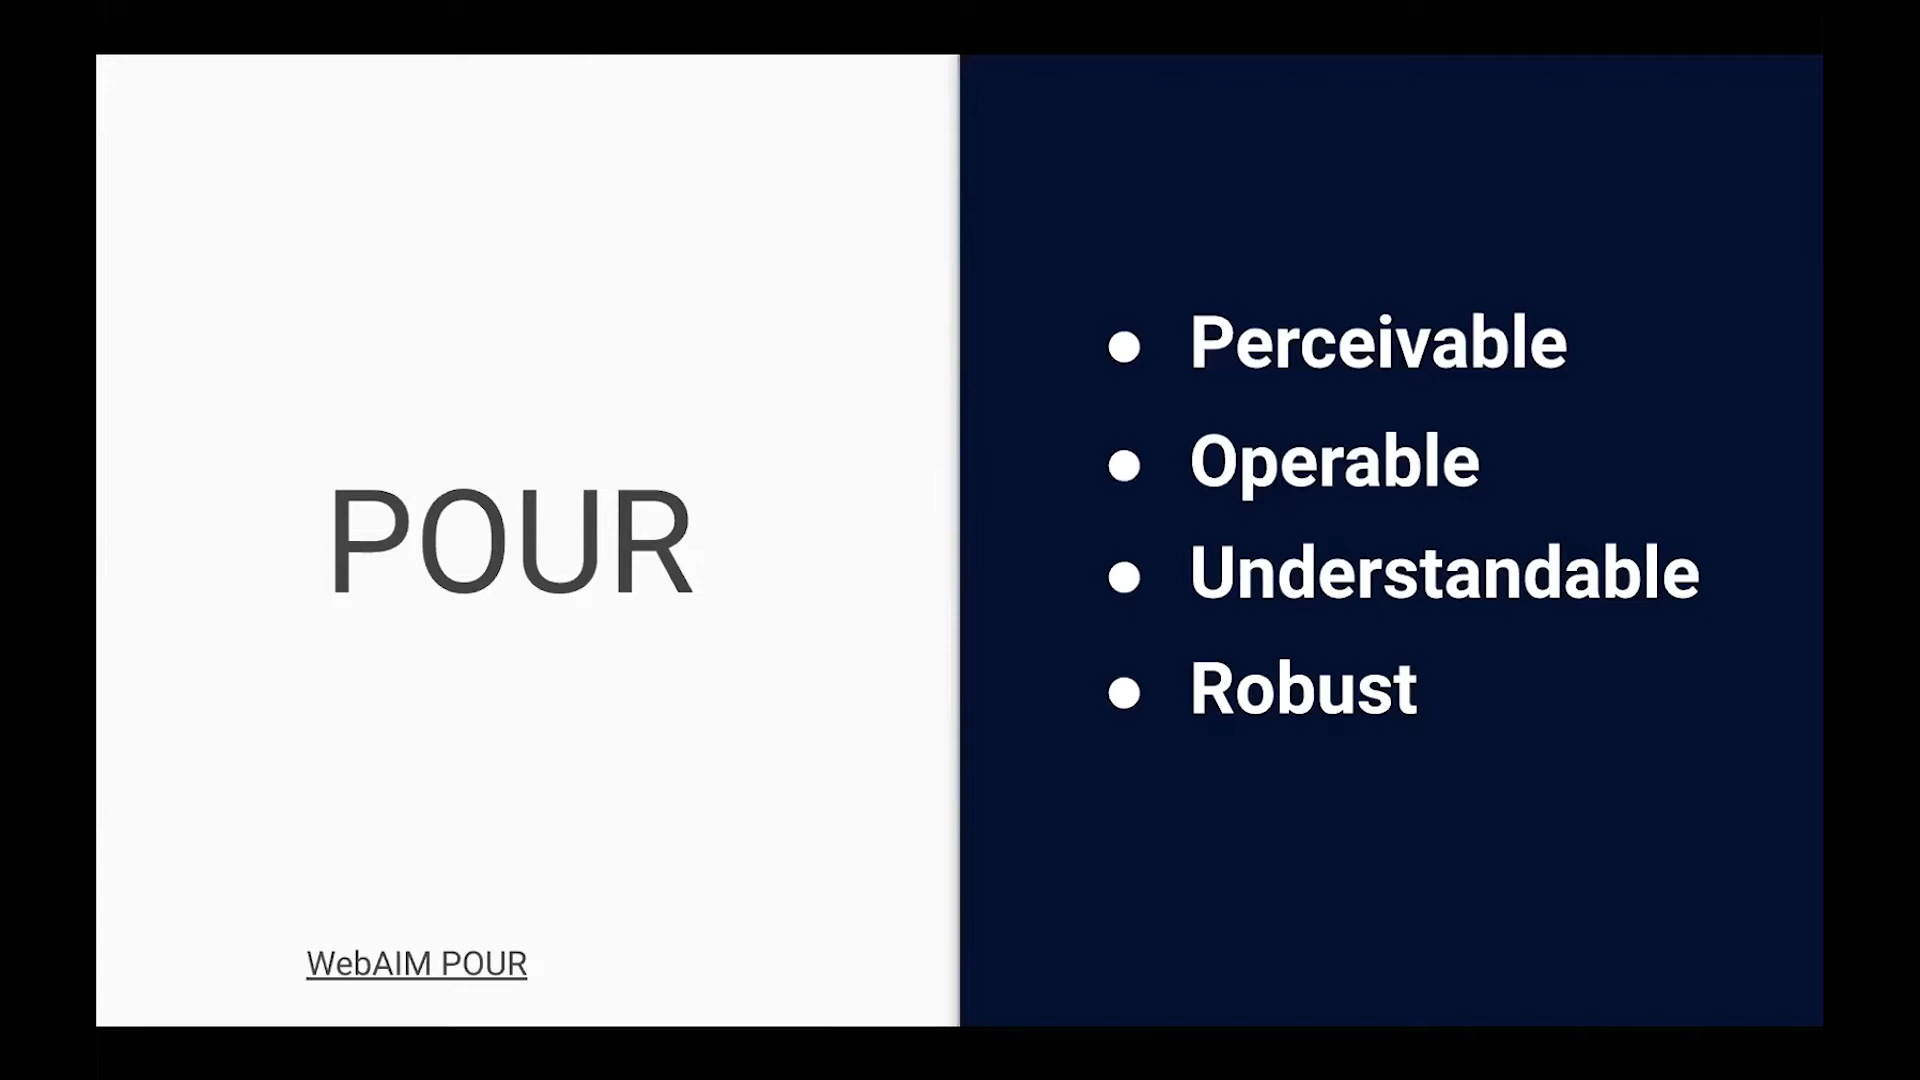 POUR
WebAIM POUR
● Perceivable
● Operable
● Understandable
● Robust